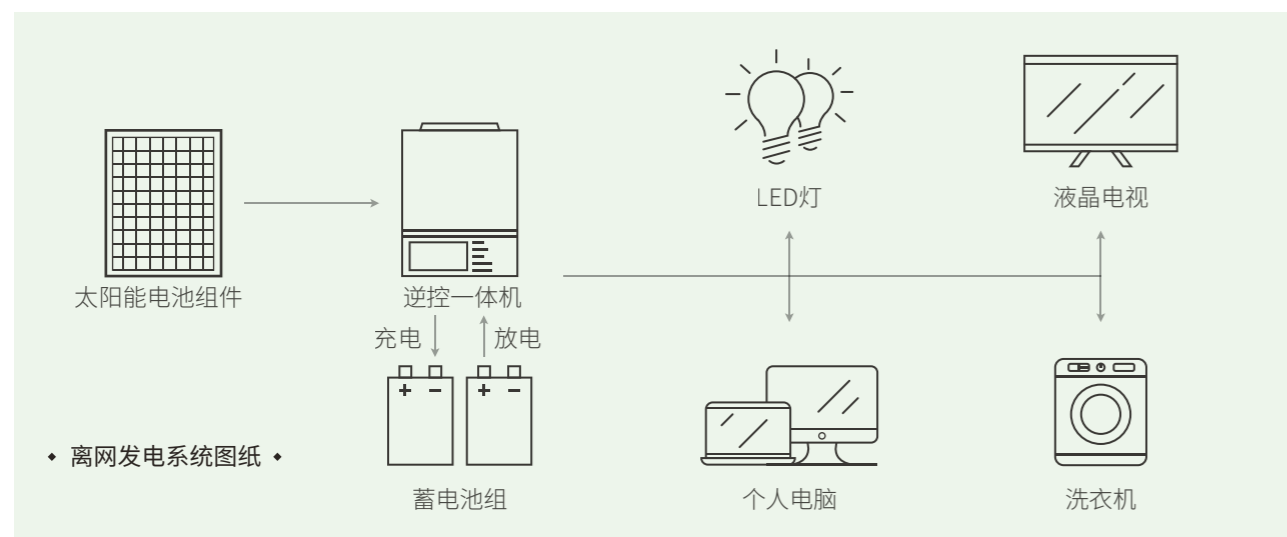 LED灯
液晶电视
太阳能电池组件
逆控一体机
充电
放电
离网发电系统图纸
蓄电池组
个人电脑
洗衣机